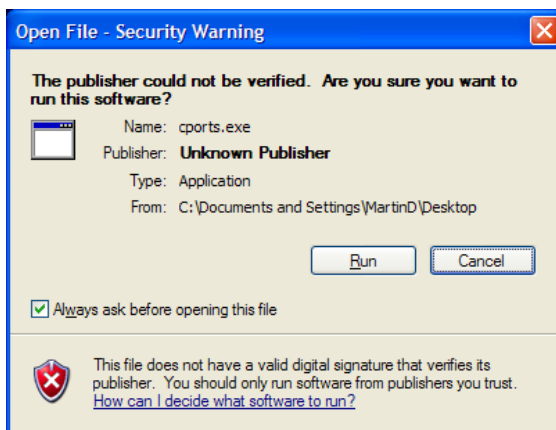 Open File - Security Warning
The publisher could not be verified.  Are you sure you want to
run this software?
Name: cports.exe
Publisher: Unknown Publisher
Type: Application
From: C:\Documents and Settings\MartinD\Desktop
Run Cancel
Always ask before opening this file
This file does not have a valid digital signature that verifies its
publisher.  You should only run software from publishers you trust.
How can I decide what software to run?